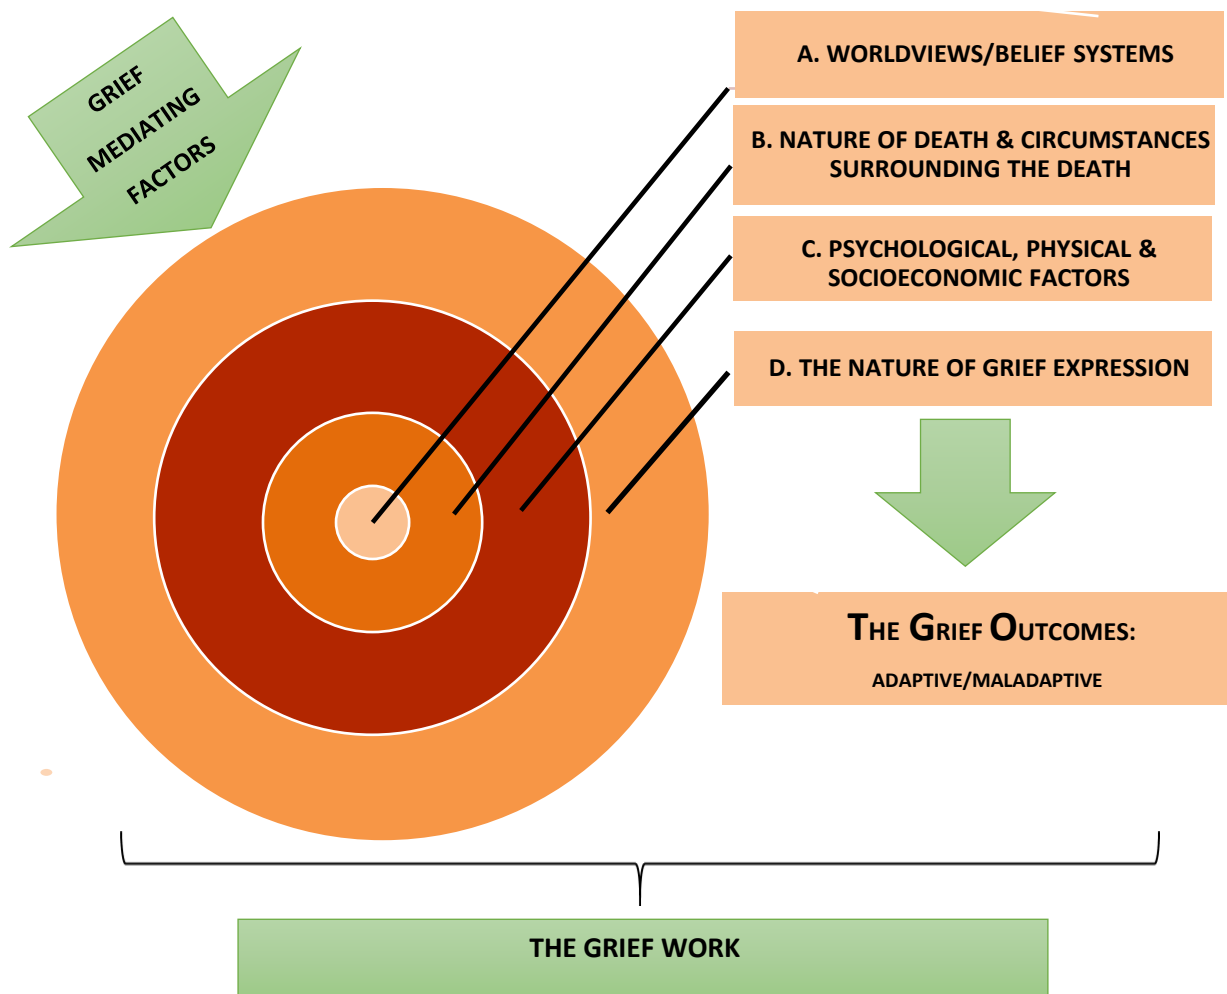 GRIEF
MEDIATING
FACTORS
A. WORLDVIEWS/BELIEF SYSTEMS
B. NATURE OF DEATH & CIRCUMSTANCES
SURROUNDING THE DEATH
C. PSYCHOLOGICAL, PHYSICAL &
SOCIOECONOMIC FACTORS
D. THE NATURE OF GRIEF EXPRESSION
THE GRIEF OUTCOMES:
ADAPTIVE/MALADAPTIVE
THE GRIEF WORK